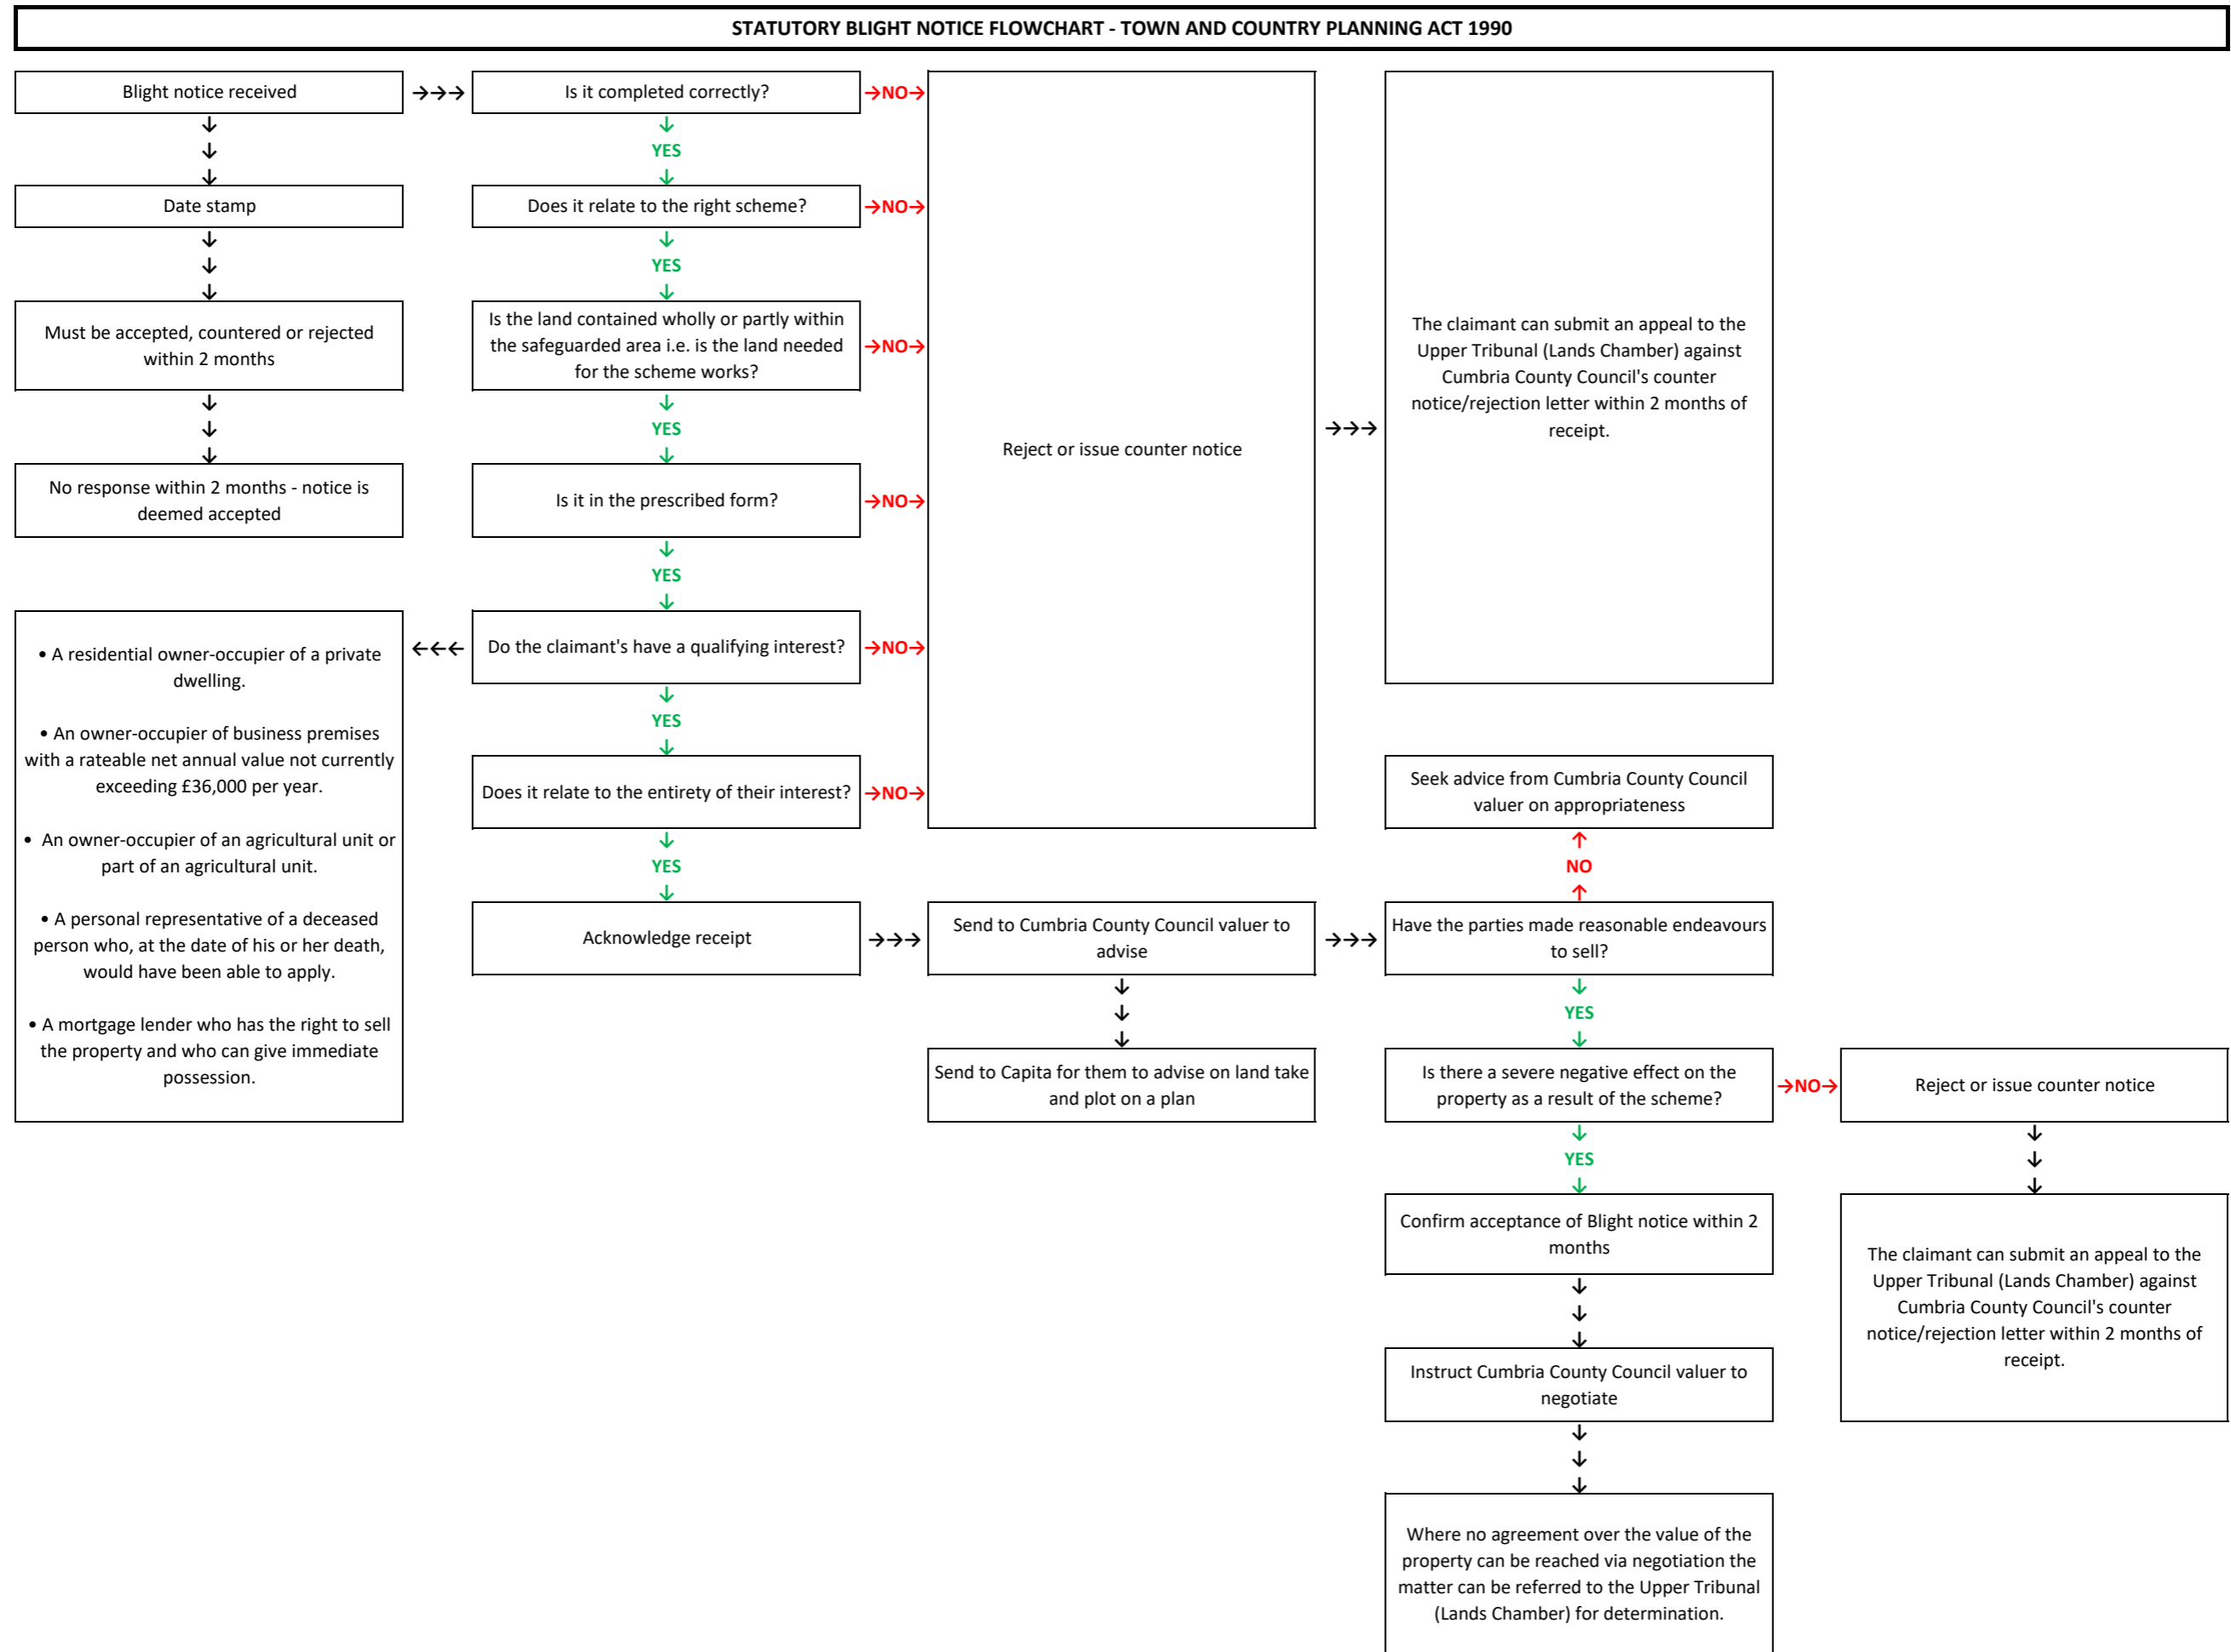 STATUTORY BLIGHT NOTICE FLOWCHART - TOWN AND COUNTRY PLANNING ACT 1990
Blight notice received
→→→
Is it completed correctly?
→NO→
↓
↓
↓
↓
YES
↓
Date stamp
Does it relate to the right scheme?
→NO→
↓
↓
↓
↓
YES
↓
Must be accepted, countered or rejected
within 2 months
Is the land contained wholly or partly within
the safeguarded area i.e. is the land needed
for the scheme works?
→NO→
↓
↓
↓
↓
YES
↓
No response within 2 months - notice is
deemed accepted
Is it in the prescribed form?
→NO→
↓
YES
↓
Reject or issue counter notice
→→→
The claimant can submit an appeal to the
Upper Tribunal (Lands Chamber) against
Cumbria County Council's counter
notice/rejection letter within 2 months of
receipt.
Do the claimant's have a qualifying interest?
→NO→
←←←
• A residential owner-occupier of a private
dwelling.
• An owner-occupier of business premises
with a rateable net annual value not currently
exceeding £36,000 per year.
• An owner-occupier of an agricultural unit or
part of an agricultural unit.
• A personal representative of a deceased
person who, at the date of his or her death,
would have been able to apply.
• A mortgage lender who has the right to sell
the property and who can give immediate
possession.
↓
YES
↓
Does it relate to the entirety of their interest?
→NO→
↓
YES
↓
Acknowledge receipt
→→→
Send to Cumbria County Council valuer to
advise
→→→
↓
↓
↓
Send to Capita for them to advise on land take
and plot on a plan
Seek advice from Cumbria County Council
valuer on appropriateness
↑
NO
↑
Have the parties made reasonable endeavours
to sell?
↓
YES
↓
Is there a severe negative effect on the
property as a result of the scheme?
→NO→
Reject or issue counter notice
↓
↓
↓
The claimant can submit an appeal to the
Upper Tribunal (Lands Chamber) against
Cumbria County Council's counter
notice/rejection letter within 2 months of
receipt.
↓
YES
↓
Confirm acceptance of Blight notice within 2
months
↓
↓
↓
Instruct Cumbria County Council valuer to
negotiate
↓
↓
↓
Where no agreement over the value of the
property can be reached via negotiation the
matter can be referred to the Upper Tribunal
(Lands Chamber) for determination.